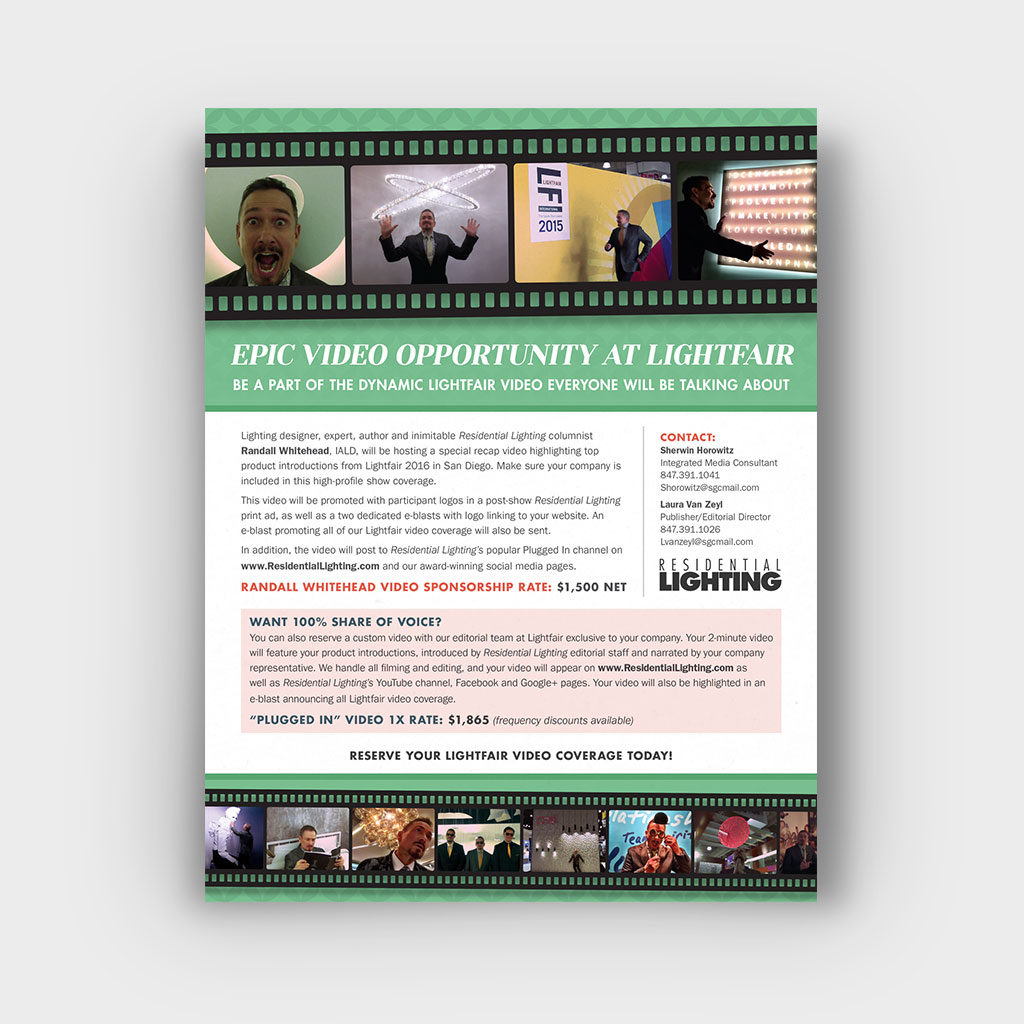 LIGHTFAIR
2015
DREAMOITY
EPIC VIDEO OPPORTUNITY AT LIGHTFAIR
BE A PART OF THE DYNAMIC LIGHTFAIR VIDEO EVERYONE WILL BE TALKING ABOUT
Lighting designer, expert, author and inimitable Residential Lighting columnist
Randall Whitehead, IALD, will be hosting a special recap video highlighting top
product introductions from Lightfair 2016 in San Diego. Make sure your company is
included in this high-profile show coverage.
This video will be promoted with participant logos in a post-show Residential Lighting
print ad, as well as a two dedicated e-blasts with logo linking to your website. An
e-blast promoting all of our Lightfair video coverage will also be sent.
In addition, the video will post to Residential Lighting's popular Plugged In channel on
www.ResidentialLighting.com and our award-winning social media pages.
RANDALL WHITEHEAD VIDEO SPONSORSHIP RATE: $1,500 NET
CONTACT:
Sherwin Horowitz
Integrated Media Consultant
847.391.1041
Shorowitz@sgcmail.com
Laura Van Zeyl
Publisher/Editorial Director
847.391.1026
Lvanzeyl@sgcmail.com
RESIDENTIAL
LIGHTING
WANT 100% SHARE OF VOICE?
You can also reserve a custom video with our editorial team at Lightfair exclusive to your company. Your 2-minute video
will feature your product introductions, introduced by Residential Lighting editorial staff and narrated by your company
representative. We handle all filming and editing, and your video will appear on www.ResidentialLighting.com as
well as Residential Lighting's YouTube channel, Facebook and Google+ pages. Your video will also be highlighted in an
e-blast announcing all Lightfair video coverage.
"PLUGGED IN" VIDEO 1X RATE: $1,865 (frequency discounts available)
RESERVE YOUR LIGHTFAIR VIDEO COVERAGE TODAY!